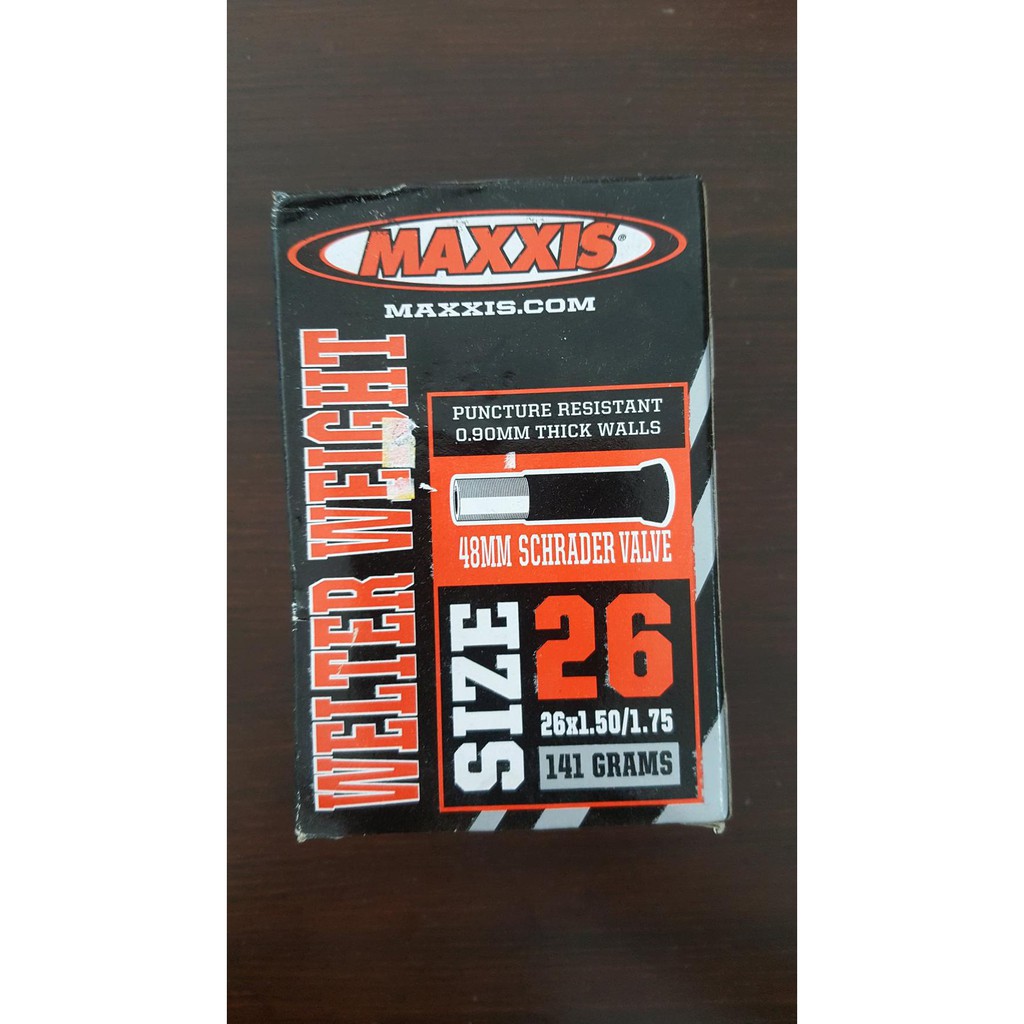 MAXXIS®
MAXXIS.COM
WELTER WEIGHT
PUNCTURE RESISTANT
0.90MM THICK WALLS
48MM SCHRADER VALVE
SIZE
26
26x1.50/1.75
141 GRAMS